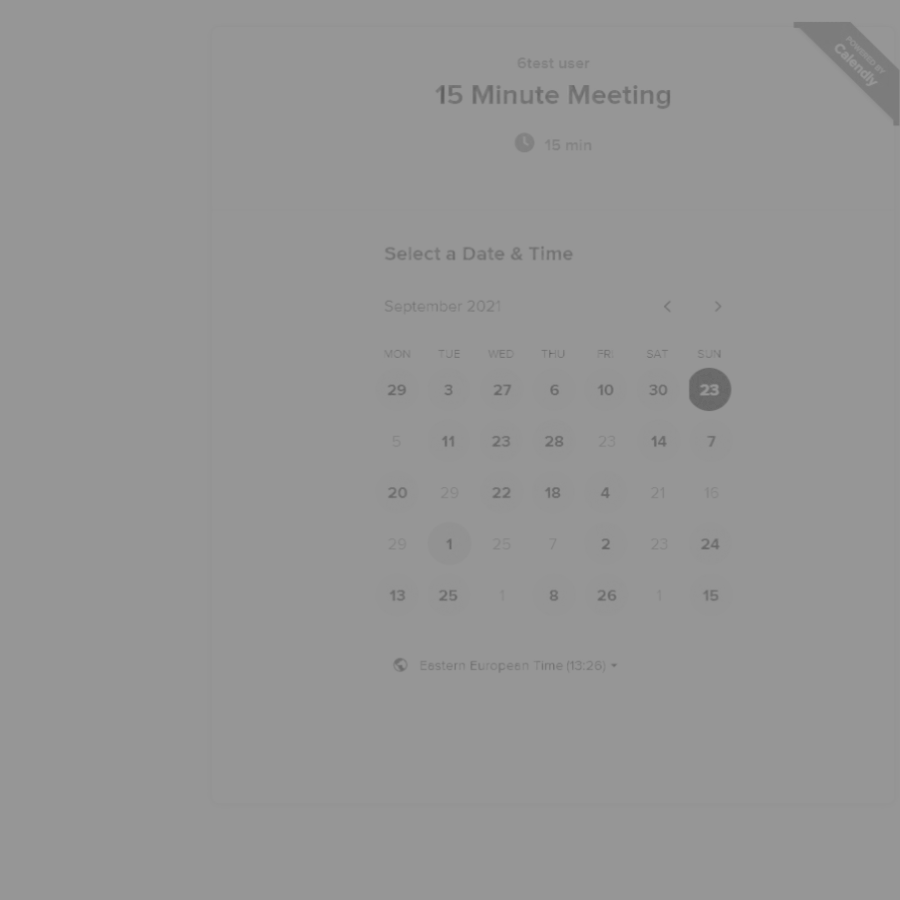 POWERED BY
Calendly
6test user
15 Minute Meeting
15 min
Select a Date & Time
September 2021
MON TUE WED THU FRI SAT SUN
29 3 27 6 10 30 23
5 11 23 28 23 14 7
20 29 22 18 4 21 16
29 1 25 7 2 23 24
13 25 1 8 26 1 15
Eastern European Time (13:26)